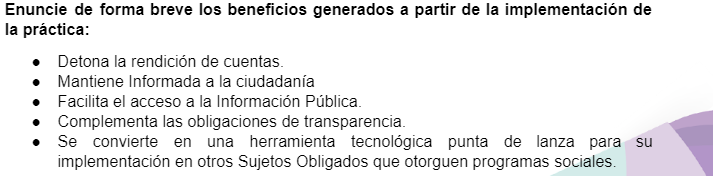 Enuncie de forma breve los beneficios generados a partir de la implementación de
la práctica:
● Detona la rendición de cuentas.
● Mantiene Informada a la ciudadanía
● Facilita el acceso a la Información Pública.
● Complementa las obligaciones de transparencia.
● Se convierte en una herramienta tecnológica punta de lanza para su
implementación en otros Sujetos Obligados que otorguen programas sociales.